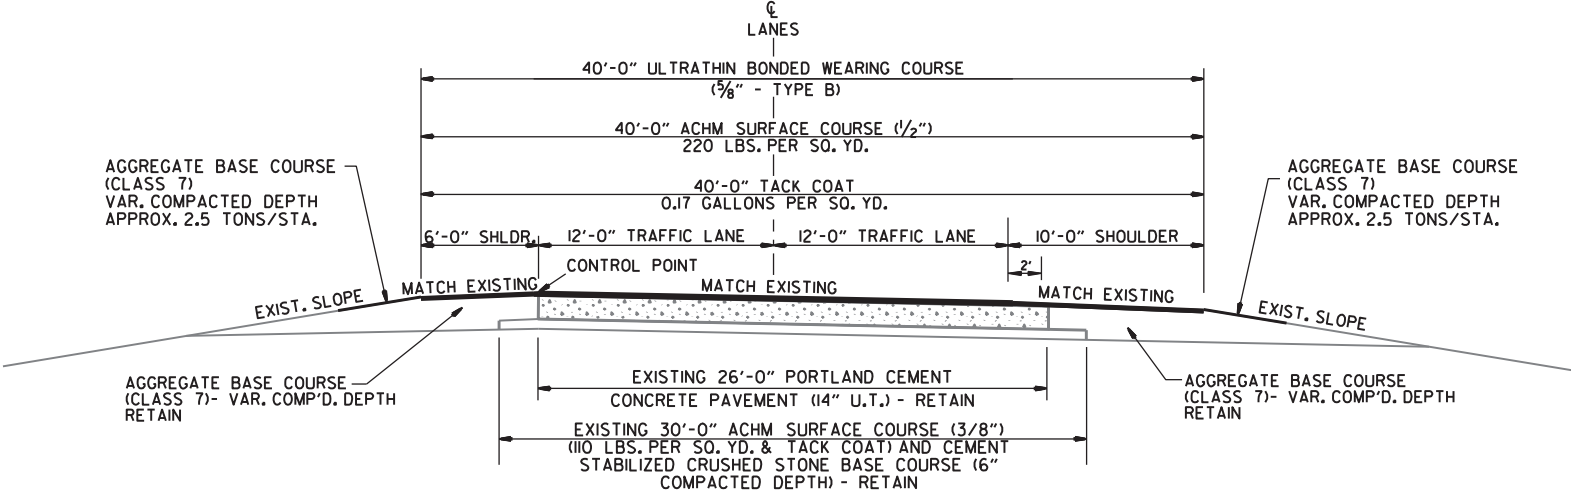 ℄
LANES
40'-0" ULTRATHIN BONDED WEARING COURSE
(5/8" - TYPE B)
40'-0" ACHM SURFACE COURSE (1/2")
220 LBS. PER SQ. YD.
40'-0" TACK COAT
0.17 GALLONS PER SQ. YD.
AGGREGATE BASE COURSE
(CLASS 7)
VAR. COMPACTED DEPTH
APPROX. 2.5 TONS/STA.
AGGREGATE BASE COURSE
(CLASS 7)
VAR. COMPACTED DEPTH
APPROX. 2.5 TONS/STA.
6'-0" SHLDR. 12'-0" TRAFFIC LANE 12'-0" TRAFFIC LANE 10'-0" SHOULDER
2'
CONTROL POINT
EXIST. SLOPE MATCH EXISTING MATCH EXISTING MATCH EXISTING EXIST. SLOPE
AGGREGATE BASE COURSE
(CLASS 7)- VAR. COMP'D. DEPTH
RETAIN
EXISTING 26'-0" PORTLAND CEMENT
CONCRETE PAVEMENT (14" U.T.) - RETAIN
AGGREGATE BASE COURSE
(CLASS 7)- VAR. COMP'D. DEPTH
RETAIN
EXISTING 30'-0" ACHM SURFACE COURSE (3/8")
(110 LBS. PER SQ. YD. & TACK COAT) AND CEMENT
STABILIZED CRUSHED STONE BASE COURSE (6"
COMPACTED DEPTH) - RETAIN